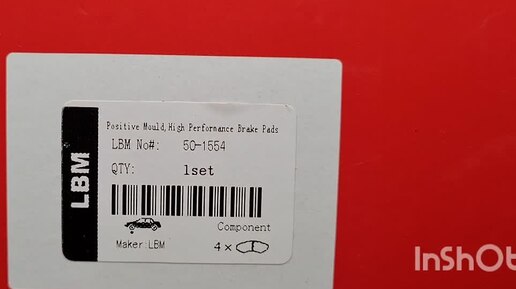 LBM
Positive Mould,High Performance Brake Pads
LBM No#: 50-1554
QTY: 1set
Component
Maker:LBM
4×
InShOt